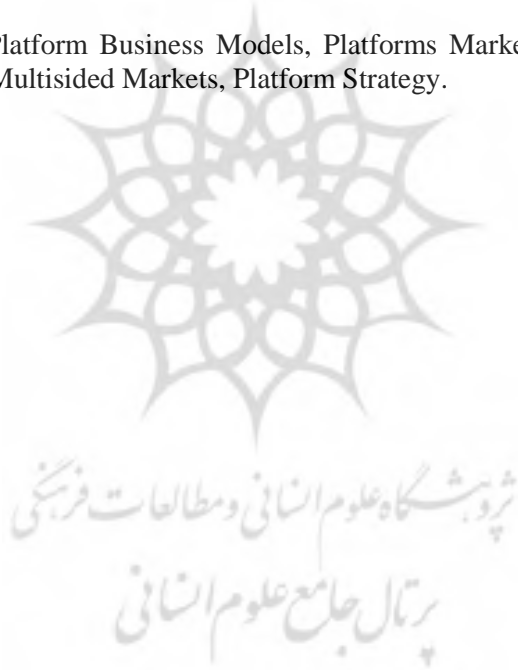 Platform Business Models, Platforms Marke
Multisided Markets, Platform Strategy.
پژوهشگاه علوم انسانی و مطالعات فرهنگی
پرتال جامع علوم انسانی